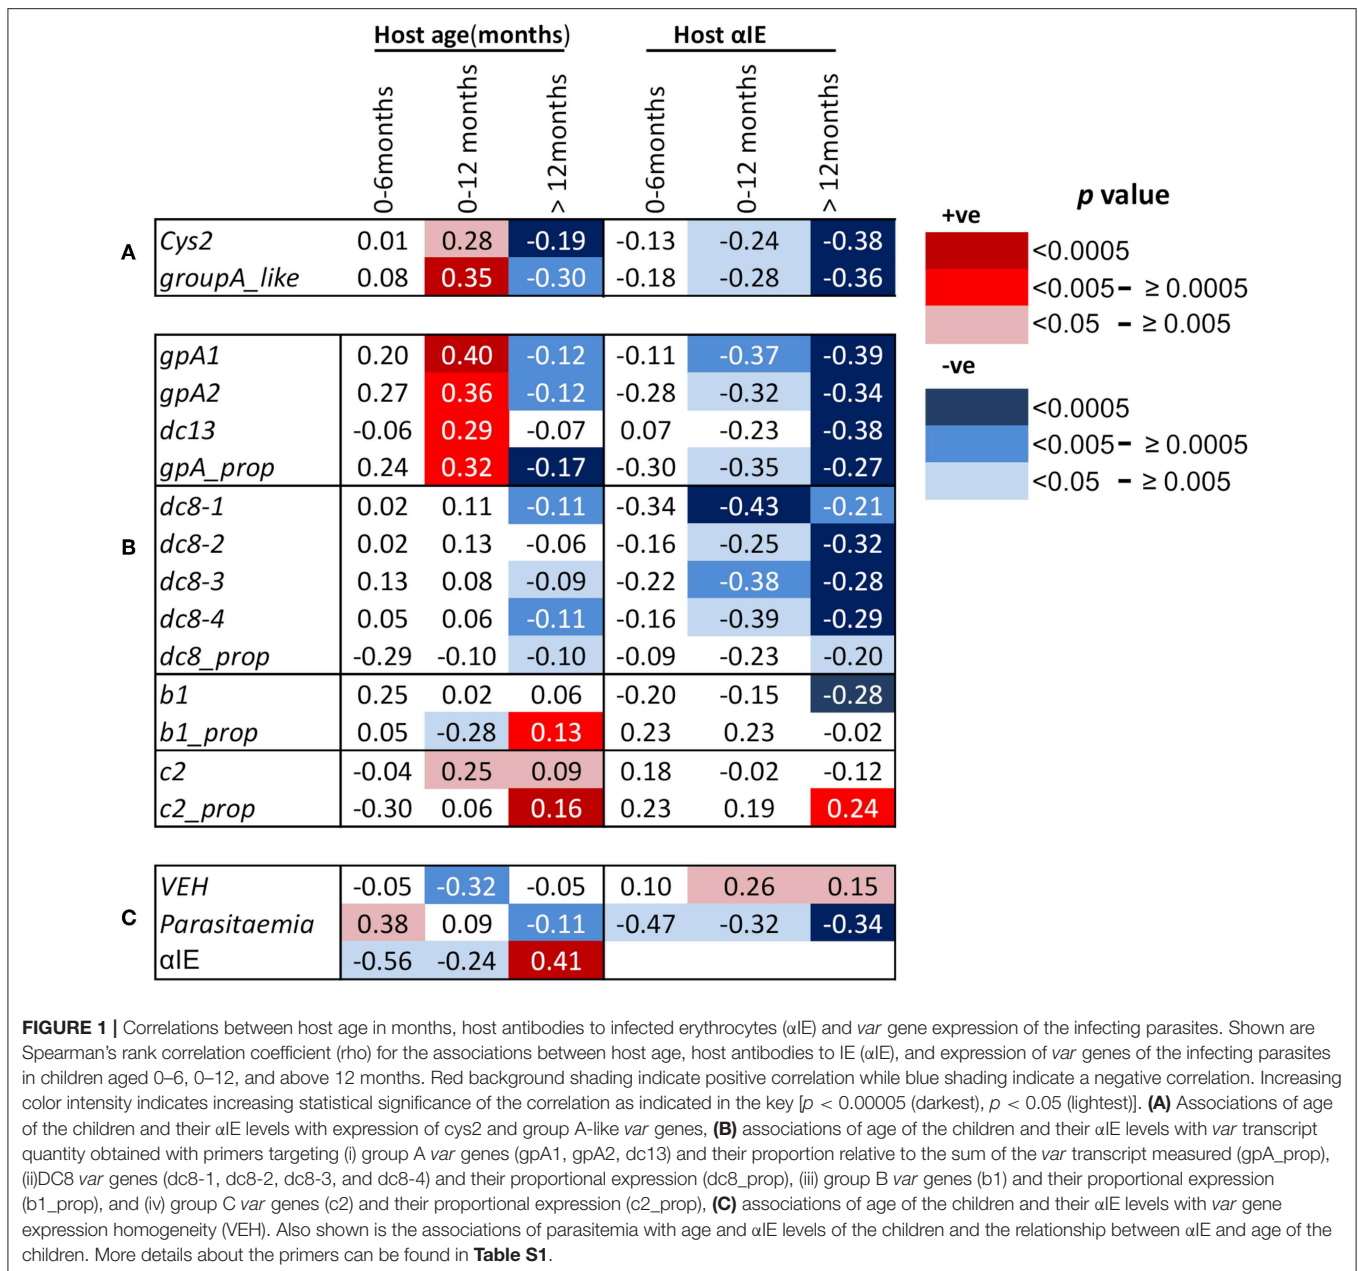 Host age(months) Host αIE
0-6months 0-12 months > 12months 0-6months 0-12 months > 12months
p value
+ve
<0.0005
<0.005 – ≥ 0.0005
<0.05 – ≥ 0.005
-ve
<0.0005
<0.005 – ≥ 0.0005
<0.05 – ≥ 0.005
A
Cys2 0.01 0.28 -0.19 -0.13 -0.24 -0.38
groupA_like 0.08 0.35 -0.30 -0.18 -0.28 -0.36
B
gpA1 0.20 0.40 -0.12 -0.11 -0.37 -0.39
gpA2 0.27 0.36 -0.12 -0.28 -0.32 -0.34
dc13 -0.06 0.29 -0.07 0.07 -0.23 -0.38
gpA_prop 0.24 0.32 -0.17 -0.30 -0.35 -0.27
dc8-1 0.02 0.11 -0.11 -0.34 -0.43 -0.21
dc8-2 0.02 0.13 -0.06 -0.16 -0.25 -0.32
dc8-3 0.13 0.08 -0.09 -0.22 -0.38 -0.28
dc8-4 0.05 0.06 -0.11 -0.16 -0.39 -0.29
dc8_prop -0.29 -0.10 -0.10 -0.09 -0.23 -0.20
b1 0.25 0.02 0.06 -0.20 -0.15 -0.28
b1_prop 0.05 -0.28 0.13 0.23 0.23 -0.02
c2 -0.04 0.25 0.09 0.18 -0.02 -0.12
c2_prop -0.30 0.06 0.16 0.23 0.19 0.24
C
VEH -0.05 -0.32 -0.05 0.10 0.26 0.15
Parasitaemia 0.38 0.09 -0.11 -0.47 -0.32 -0.34
αIE -0.56 -0.24 0.41
FIGURE 1 | Correlations between host age in months, host antibodies to infected erythrocytes (αIE) and var gene expression of the infecting parasites. Shown are
Spearman's rank correlation coefficient (rho) for the associations between host age, host antibodies to IE (αIE), and expression of var genes of the infecting parasites
in children aged 0–6, 0–12, and above 12 months. Red background shading indicate positive correlation while blue shading indicate a negative correlation. Increasing
color intensity indicates increasing statistical significance of the correlation as indicated in the key [p < 0.00005 (darkest), p < 0.05 (lightest)]. (A) Associations of age
of the children and their αIE levels with expression of cys2 and group A-like var genes, (B) associations of age of the children and their αIE levels with var transcript
quantity obtained with primers targeting (i) group A var genes (gpA1, gpA2, dc13) and their proportion relative to the sum of the var transcript measured (gpA_prop),
(ii)DC8 var genes (dc8-1, dc8-2, dc8-3, and dc8-4) and their proportional expression (dc8_prop), (iii) group B var genes (b1) and their proportional expression
(b1_prop), and (iv) group C var genes (c2) and their proportional expression (c2_prop), (C) associations of age of the children and their αIE levels with var gene
expression homogeneity (VEH). Also shown is the associations of parasitemia with age and αIE levels of the children and the relationship between αIE and age of the
children. More details about the primers can be found in Table S1.